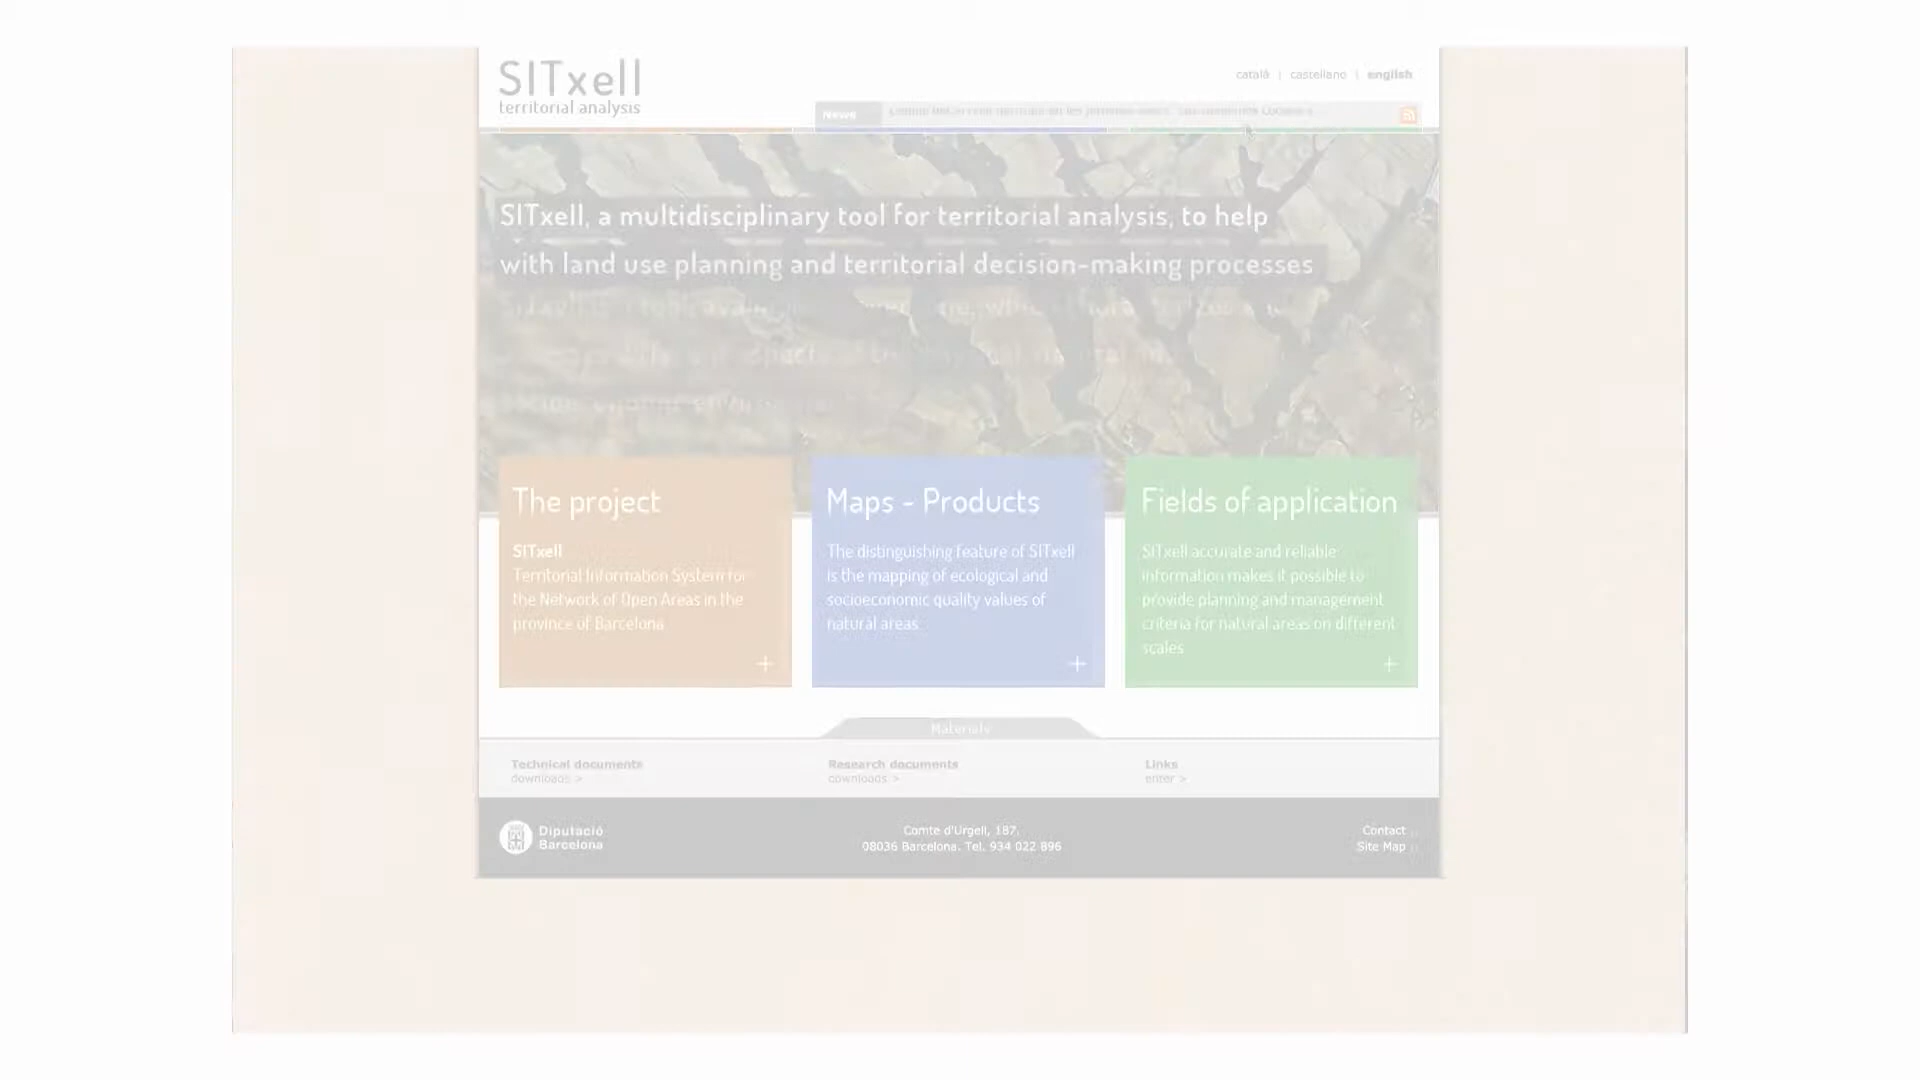 SITxell
territorial analysis
català | castellano | english
News
SITxell, a multidisciplinary tool for territorial analysis, to help
with land use planning and territorial decision-making processes
The project
SITxell
Territorial Information System for
the Network of Open Areas in the
province of Barcelona
+
Maps - Products
The distinguishing feature of SITxell
is the mapping of ecological and
socioeconomic quality values of
natural areas
+
Fields of application
SITxell accurate and reliable
information makes it possible to
provide planning and management
criteria for natural areas on different
scales
+
Materials
Technical documents
downloads >
Research documents
downloads >
Links
enter >
Diputació
Barcelona
Comte d'Urgell, 187.
08036 Barcelona. Tel. 934 022 896
Contact
Site Map